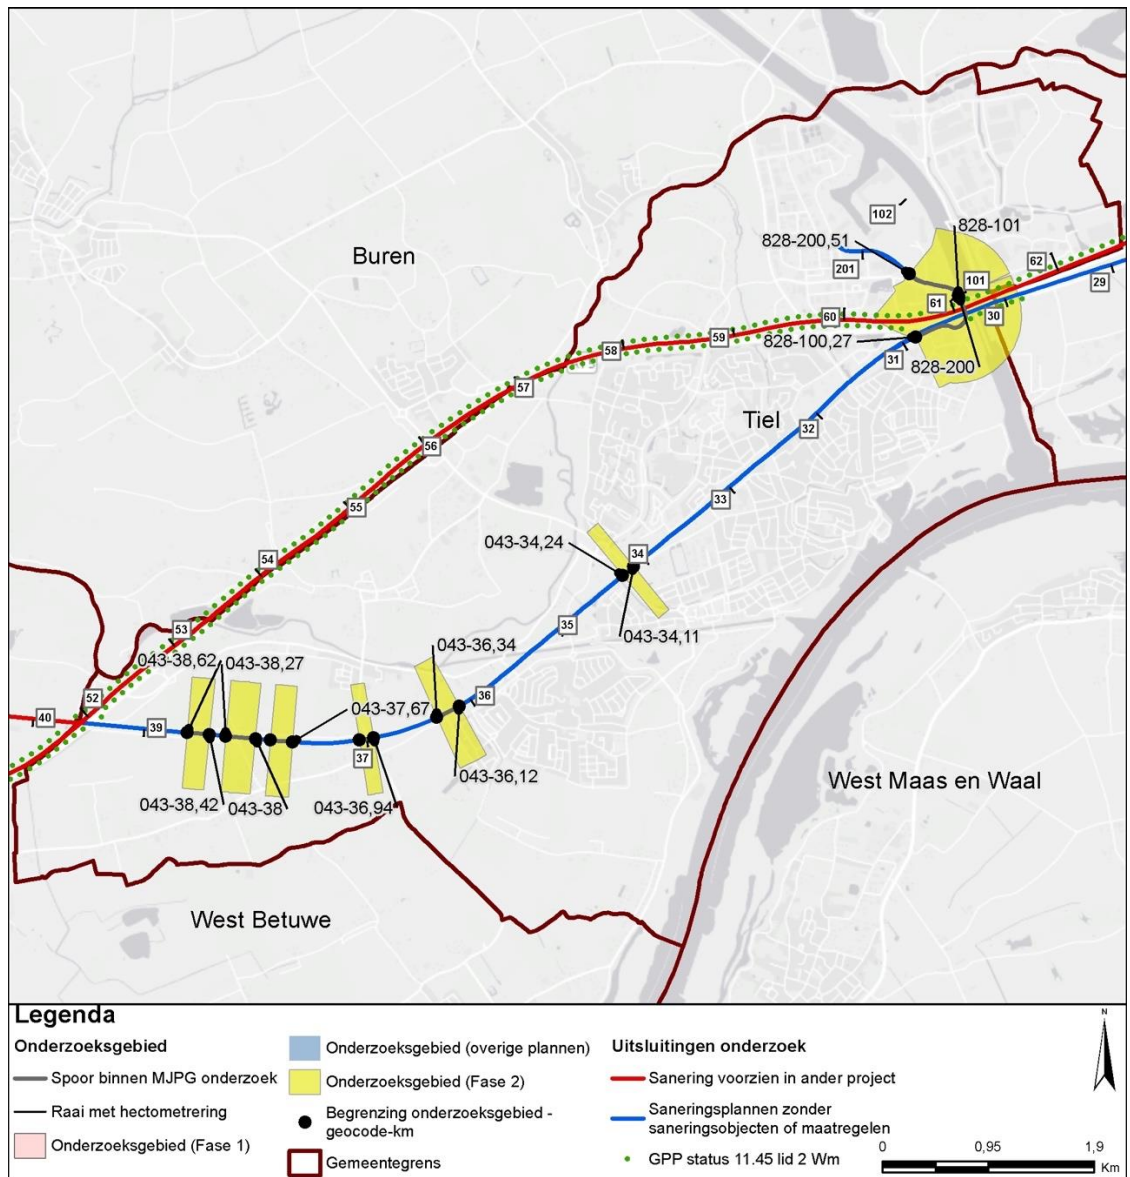 102
828-101
828-200,51
Buren
201
101
62
29
61
60
30
59
828-100,27
58
31
828-200
57
Tiel
32
56
33
55
043-34,24
34
54
35
043-34,11
53
043-36,34
043-38,62
043-38,27
52
36
40
39
043-37,67
37
043-36,12
West Maas en Waal
043-38,42
043-38
043-36,94
West Betuwe
Legenda
Onderzoeksgebied
Spoor binnen MJPG onderzoek
Raai met hectometrering
Onderzoeksgebied (Fase 1)
Onderzoeksgebied (overige plannen)
Onderzoeksgebied (Fase 2)
Begrenzing onderzoeksgebied -
geocode-km
Gemeentegrens
Uitsluitingen onderzoek
Sanering voorzien in ander project
Saneringsplannen zonder
saneringsobjecten of maatregelen
GPP status 11.45 lid 2 Wm
N
0
0,95
1,9
Km